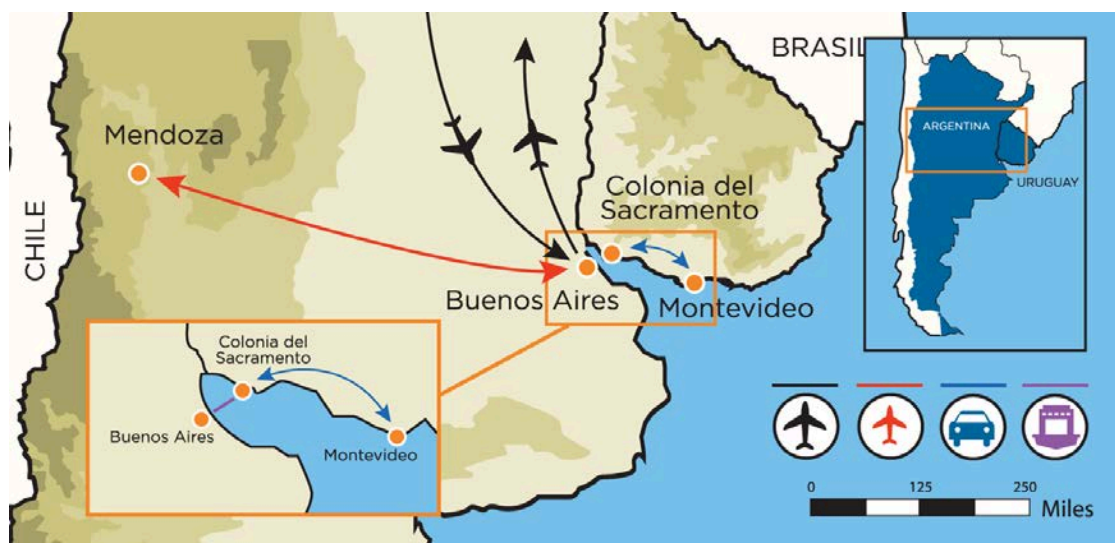 BRASIL
ARGENTINA
URUGUAY
Mendoza
CHILE
Colonia del
Sacramento
Buenos Aires
Montevideo
Colonia del
Sacramento
Buenos Aires
Montevideo
0 125 250
Miles